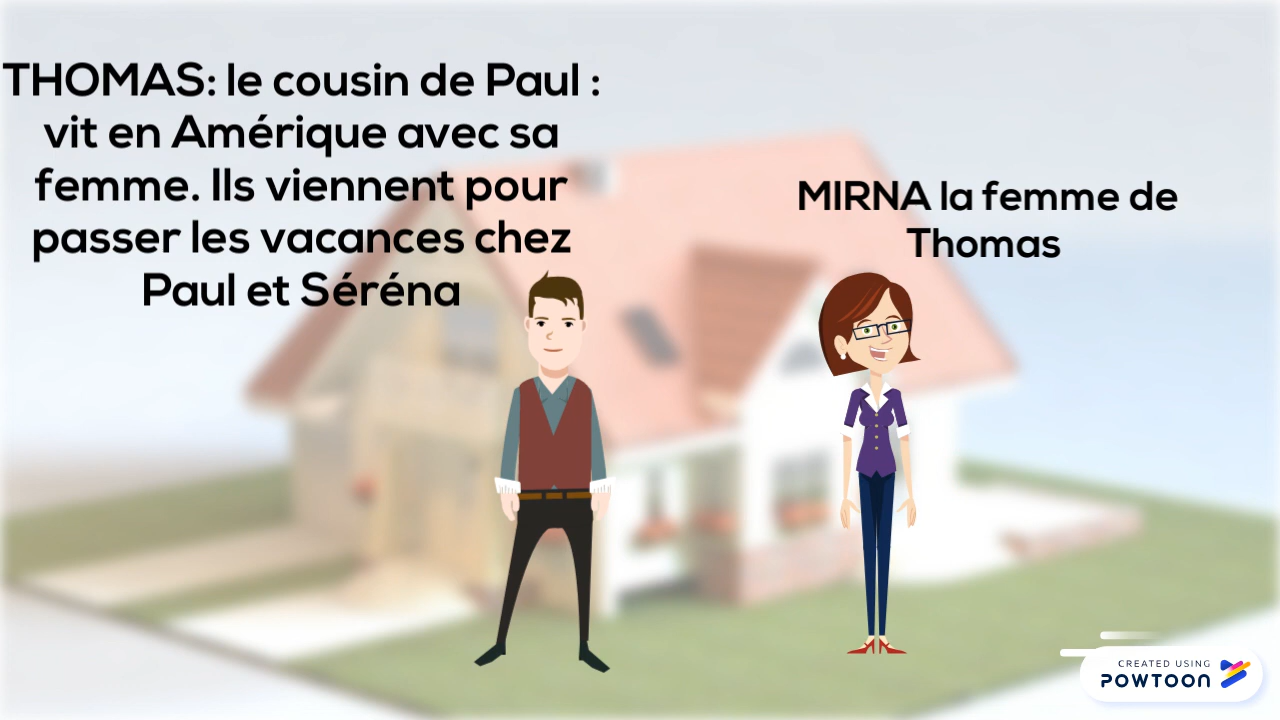 THOMAS: le cousin de Paul :
vit en Amérique avec sa
femme. Ils viennent pour
passer les vacances chez
Paul et Séréna
MIRNA la femme de
Thomas
CREATED USING
POWTOON